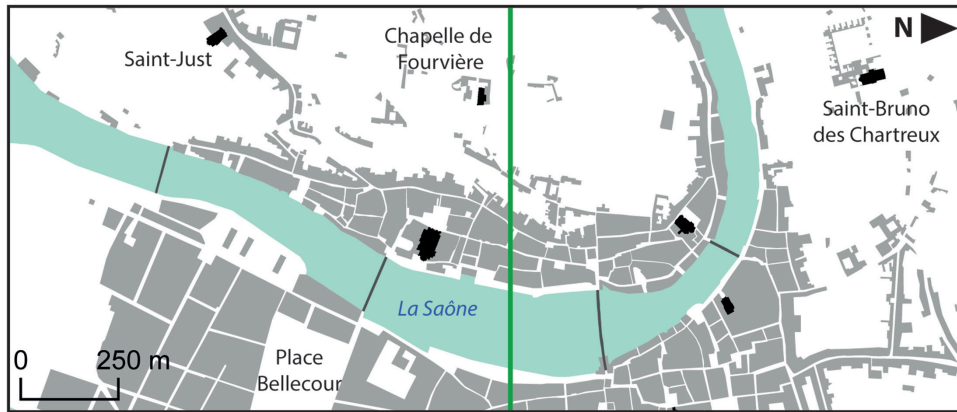 Saint-Just
Chapelle de
Fourvière
N
Saint-Bruno
des Chartreux
La Saône
Place
Bellecour
0 250 m